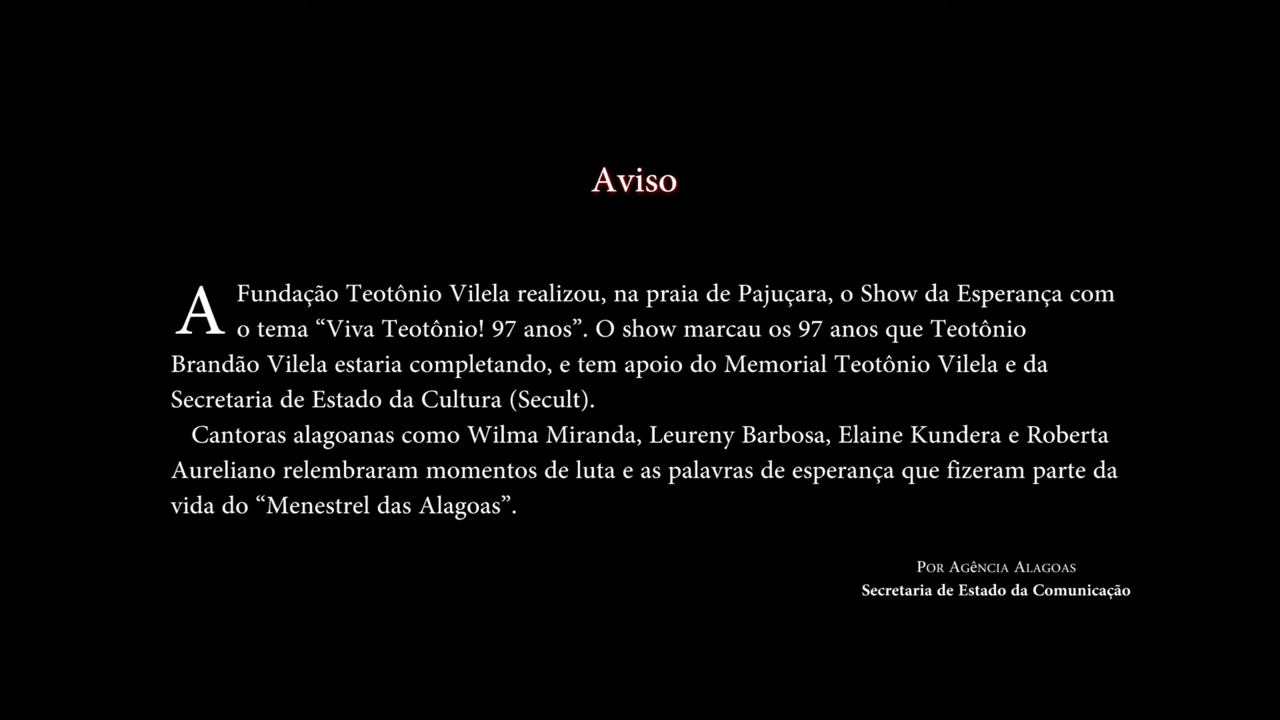 Aviso
A Fundação Teotônio Vilela realizou, na praia de Pajuçara, o Show da Esperança com
o tema “Viva Teotônio! 97 anos”. O show marcau os 97 anos que Teotônio
Brandão Vilela estaria completando, e tem apoio do Memorial Teotônio Vilela e da
Secretaria de Estado da Cultura (Secult).
Cantoras alagoanas como Wilma Miranda, Leureny Barbosa, Elaine Kundera e Roberta
Aureliano relembraram momentos de luta e as palavras de esperança que fizeram parte da
vida do “Menestrel das Alagoas”.
Por Agência Alagoas
Secretaria de Estado da Comunicação